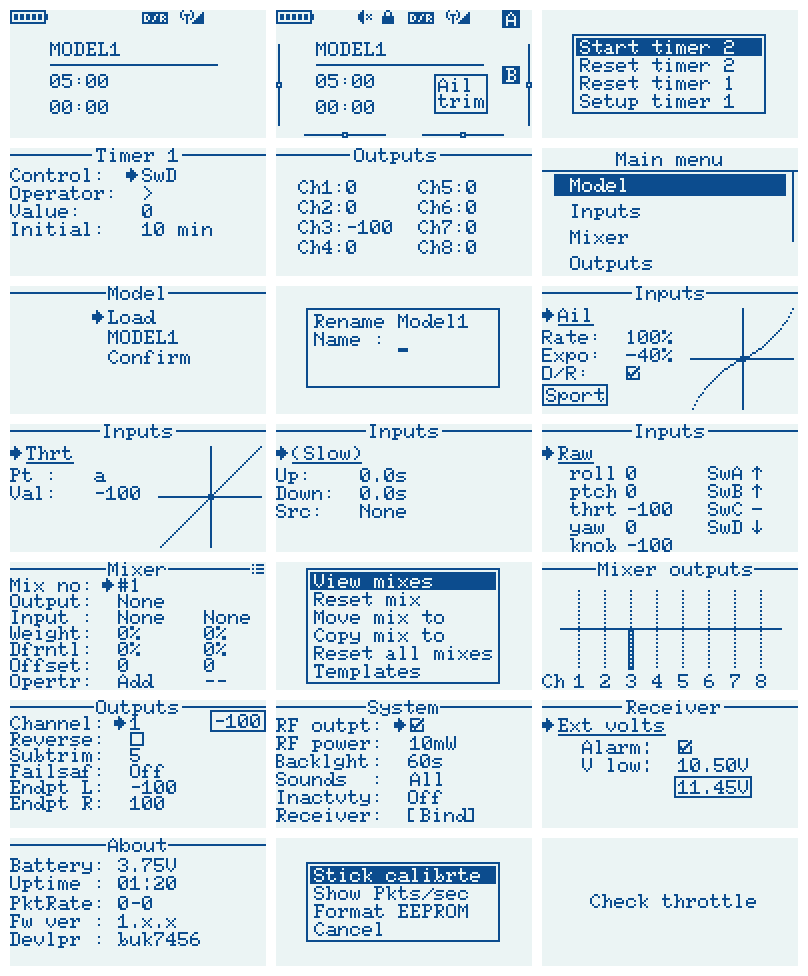 D/R
MODEL1
05:00
00:00
D/R
A
MODEL1
05:00
00:00
Ail
trim
B
Start timer 2
Reset timer 2
Reset timer 1
Setup timer 1
Timer 1
Control: SwD
Operator: >
Value: 0
Initial: 10 min
Outputs
Ch1:0 Ch5:0
Ch2:0 Ch6:0
Ch3:-100 Ch7:0
Ch4:0 Ch8:0
Main menu
Model
Inputs
Mixer
Outputs
Model
Load
MODEL1
Confirm
Rename Model1
Name : _
Inputs
Ail
Rate: 100%
Expo: -40%
D/R:
Sport
Inputs
Thrt
Pt : a
Val: -100
Inputs
(Slow)
Up: 0.0s
Down: 0.0s
Src: None
Inputs
Raw
roll 0 SwA ↑
ptch 0 SwB ↑
thrt -100 SwC -
yaw 0 SwD ↓
knob -100
Mixer
Mix no: #1
Output: None
Input : None None
Weight: 0% 0%
Dfrntl: 0% 0%
Offset: 0 0
Opertr: Add --
View mixes
Reset mix
Move mix to
Copy mix to
Reset all mixes
Templates
Mixer outputs
Ch 1 2 3 4 5 6 7 8
Outputs
Channel: 1 -100
Reverse:
Subtrim: 5
Failsaf: Off
Endpt L: -100
Endpt R: 100
System
RF outpt:
RF power: 10mW
Backlght: 60s
Sounds : All
Inactvty: Off
Receiver: [Bind]
Receiver
Ext volts
Alarm:
V low: 10.50V
11.45V
About
Battery: 3.75V
Uptime : 01:20
PktRate: 0-0
Fw ver : 1.x.x
Devlpr : buk7456
Stick calibrte
Show Pkts/sec
Format EEPROM
Cancel
Check throttle